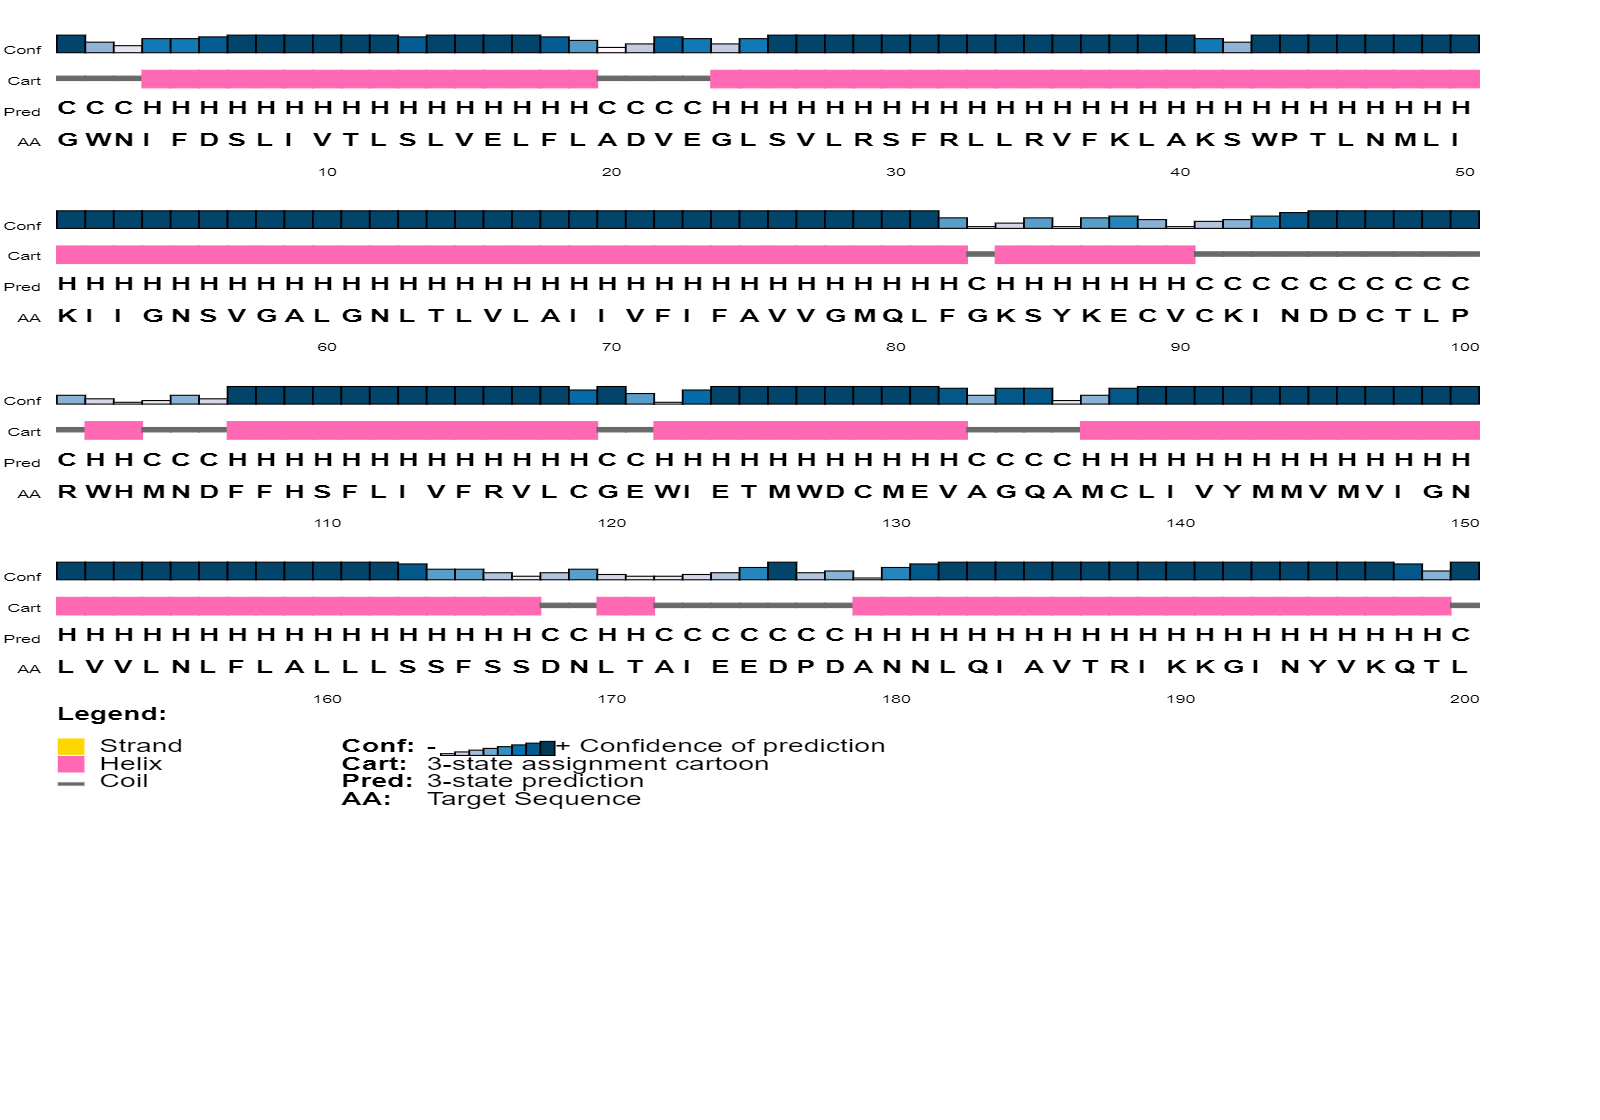 Conf
Cart
Pred C C C H H H H H H H H H H H H H H H H C C C C H H H H H H H H H H H H H H H H H H H H H H H H H H H
AA G W N I F D S L I V T L S L V E L F L A D V E G L S V L R S F R L L R V F K L A K S W P T L N M L I
10 20 30 40 50
Conf
Cart
Pred H H H H H H H H H H H H H H H H H H H H H H H H H H H H H H H H C H H H H H H H C C C C C C C C C C
AA K I I G N S V G A L G N L T L V L A I I V F I F A V V G M Q L F G K S Y K E C V C K I N D D C T L P
60 70 80 90 100
Conf
Cart
Pred C H H C C C H H H H H H H H H H H H H C C H H H H H H H H H H H C C C C H H H H H H H H H H H H H H
AA R W H M N D F F H S F L I V F R V L C G E W I E T M W D C M E V A G Q A M C L I V Y M M V M V I G N
110 120 130 140 150
Conf
Cart
Pred H H H H H H H H H H H H H H H H H C C H H C C C C C C C H H H H H H H H H H H H H H H H H H H H H C
AA L V V L N L F L A L L L S S F S S D N L T A I E E D P D A N N L Q I A V T R I K K G I N Y V K Q T L
160 170 180 190 200
Legend:
Strand Conf: - + Confidence of prediction
Helix Cart: 3-state assignment cartoon
Coil Pred: 3-state prediction
AA: Target Sequence